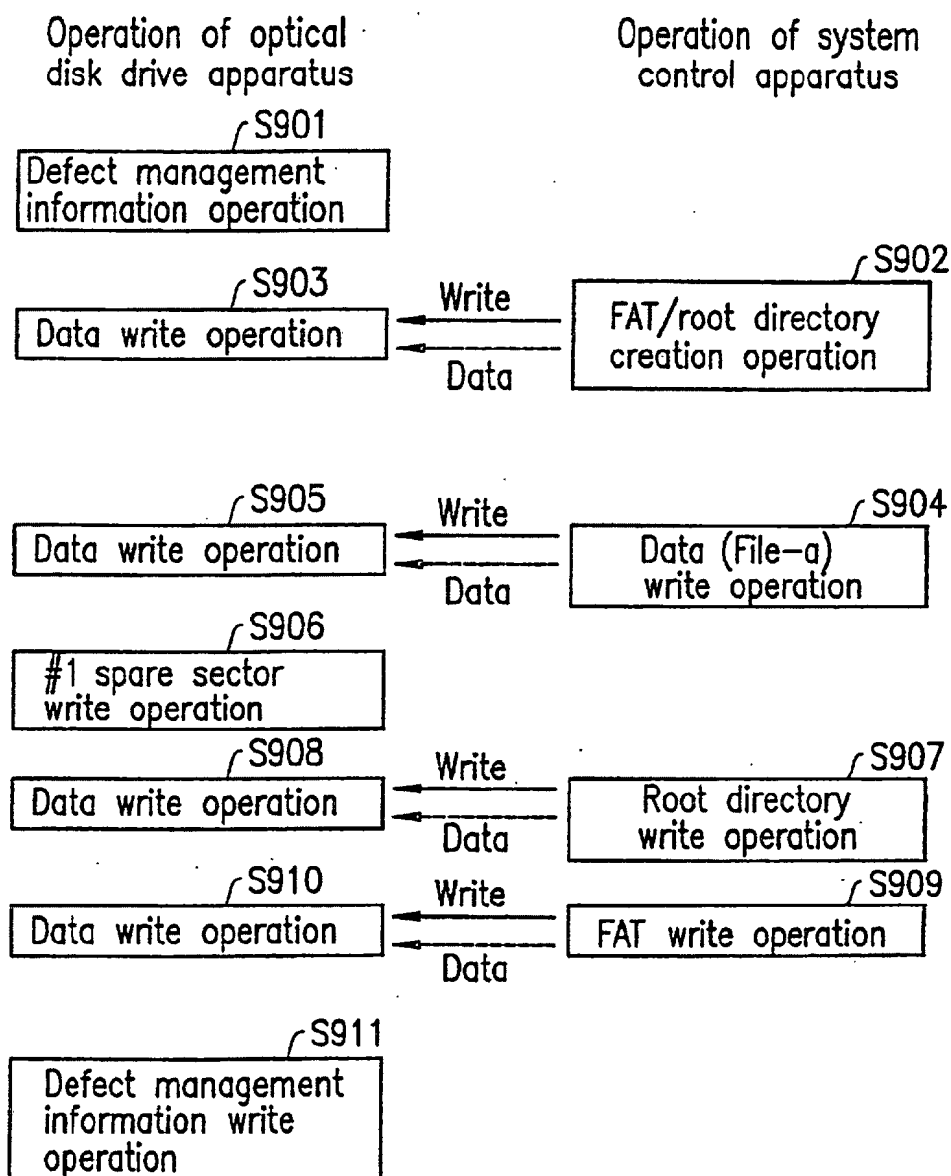 Operation of optical
disk drive apparatus
Operation of system
control apparatus
S901
Defect management
information operation
S902
FAT/root directory
creation operation
S903
Data write operation
Write
Data
S904
Data (File-a)
write operation
S905
Data write operation
Write
Data
S906
#1 spare sector
write operation
S907
Root directory
write operation
S908
Data write operation
Write
Data
S909
FAT write operation
S910
Data write operation
Write
Data
S911
Defect management
information write
operation